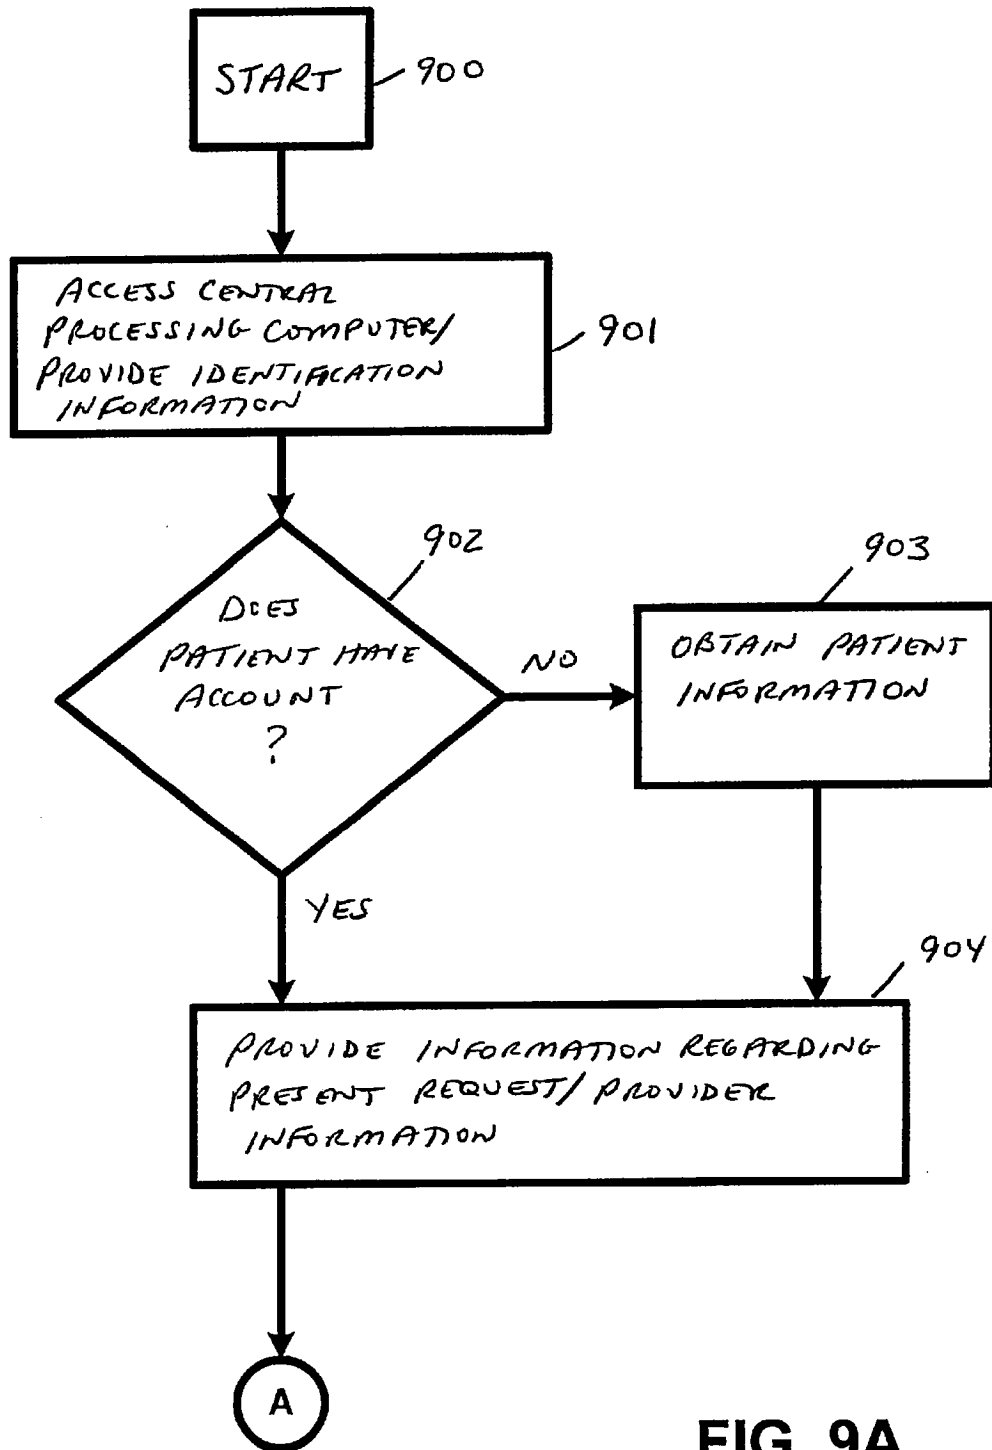 START
900
ACCESS CENTRAL
PROCESSING COMPUTER/
PROVIDE IDENTIFICATION
INFORMATION
901
902
DOES
PATIENT HAVE
ACCOUNT
?
NO
903
OBTAIN PATIENT
INFORMATION
YES
904
PROVIDE INFORMATION REGARDING
PRESENT REQUEST/PROVIDER
INFORMATION
A
FIG. 9A